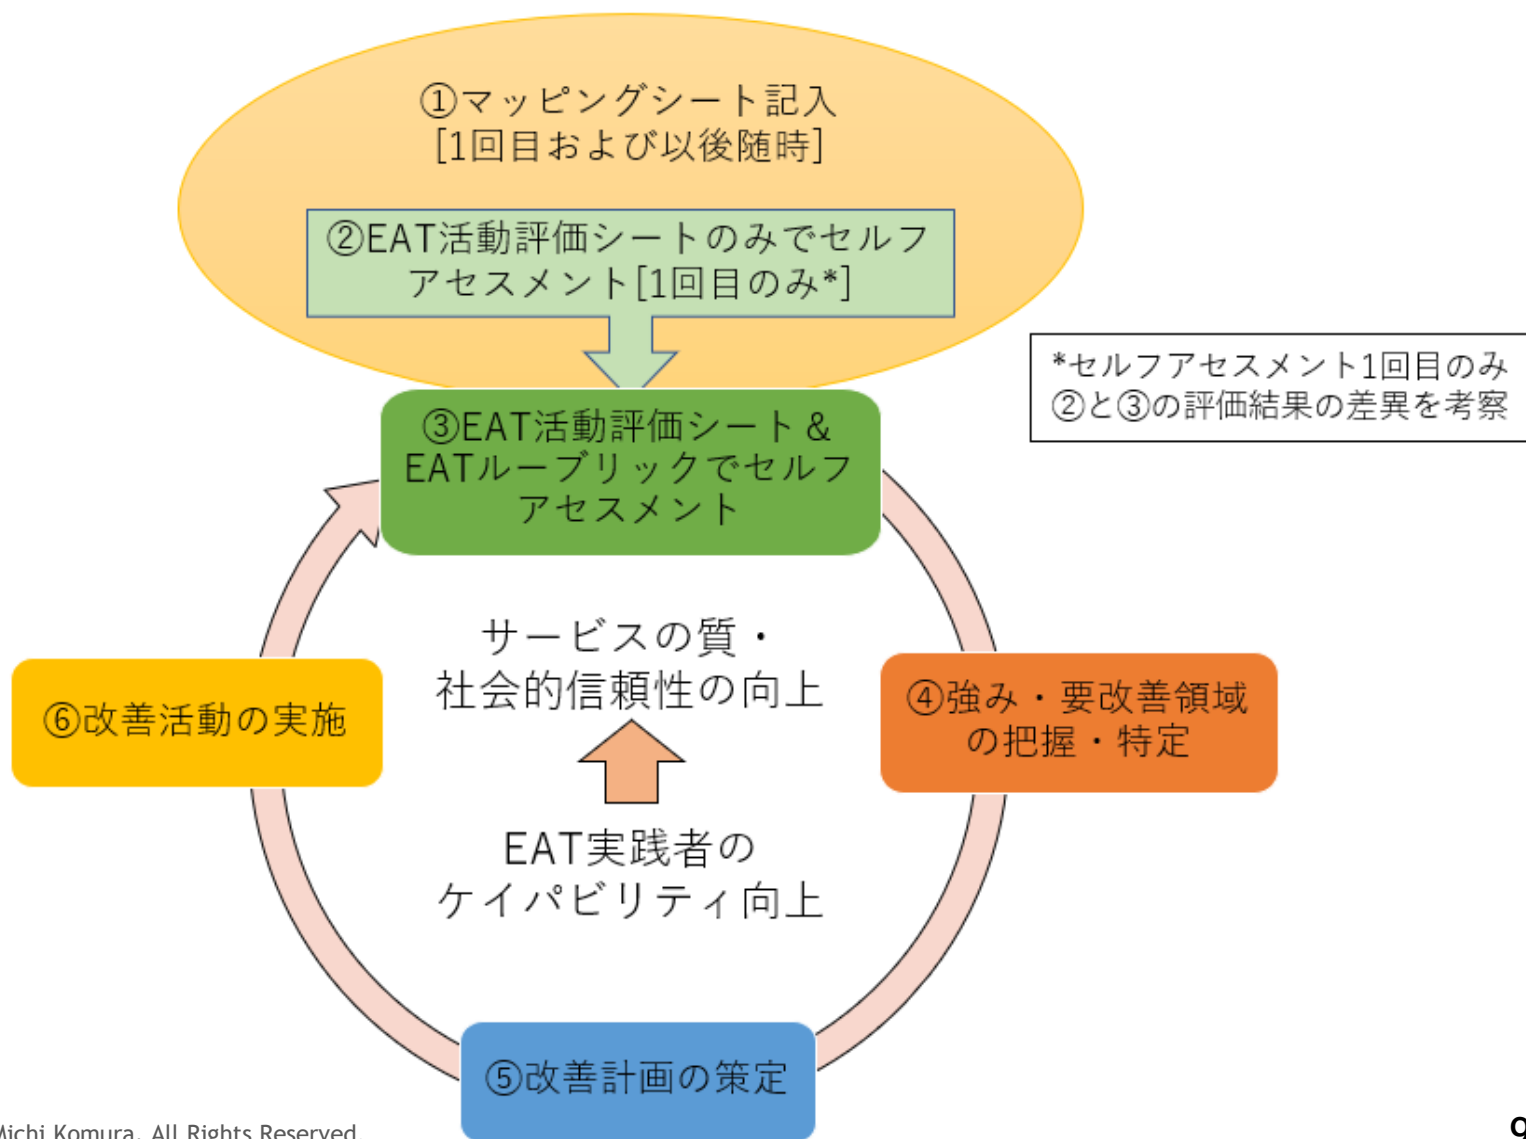 ①マッピングシート記入
[1回目および以後随時]
②EAT活動評価シートのみでセルフ
アセスメント[1回目のみ*]
*セルフアセスメント1回目のみ
②と③の評価結果の差異を考察
③EAT活動評価シート＆
EATルーブリックでセルフ
アセスメント
サービスの質・
社会的信頼性の向上
④強み・要改善領域
の把握・特定
⑥改善活動の実施
EAT実践者の
ケイパビリティ向上
⑤改善計画の策定
Michi Komura. All Rights Reserved.
9